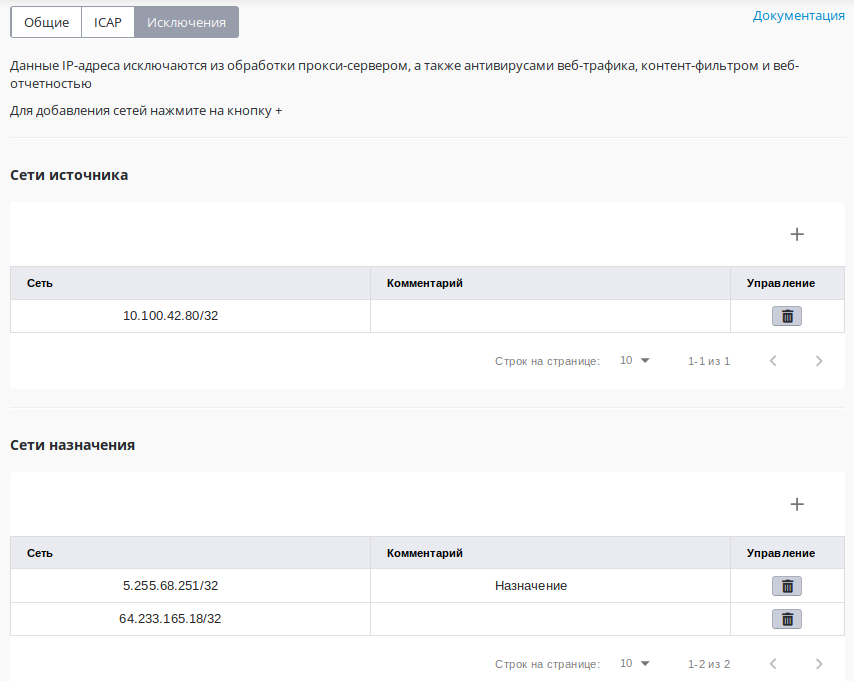 Общие ICAP Исключения Документация
Данные IP-адреса исключаются из обработки прокси-сервером, а также антивирусами веб-трафика, контент-фильтром и веб-
отчетностью
Для добавления сетей нажмите на кнопку +
Сети источника
+
Сеть Комментарий Управление
10.100.42.80/32
Строк на странице: 10 1-1 из 1
Сети назначения
+
Сеть Комментарий Управление
5.255.68.251/32 Назначение
64.233.165.18/32
Строк на странице: 10 1-2 из 2